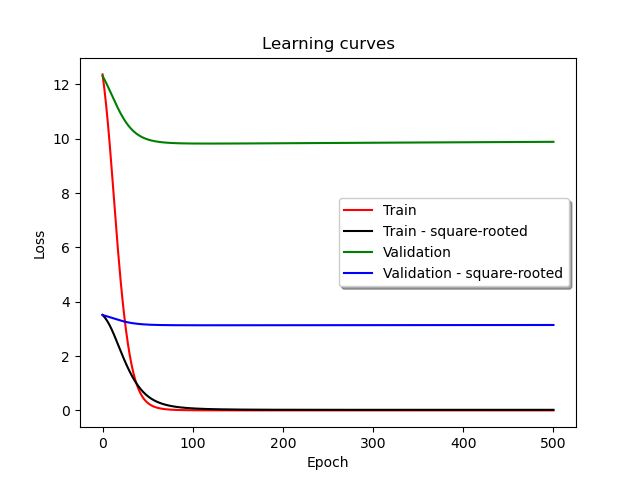 Learning curves
12
10
8
6
4
2
0
Loss
Train
Train - square-rooted
Validation
Validation - square-rooted
0 100 200 300 400 500
Epoch